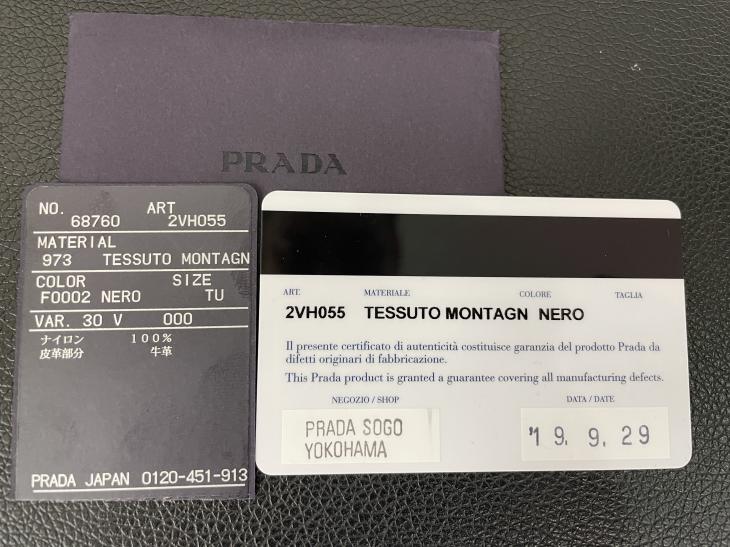 PRADA
NO. ART
68760 2VH055
MATERIAL
973 TESSUTO MONTAGN
COLOR SIZE
F0002 NERO TU
VAR. 30 V 000
ナイロン 100%
皮革部分 牛革
PRADA JAPAN 0120-451-913
ART. MATERIALE COLORE TAGLIA
2VH055 TESSUTO MONTAGN NERO
Il presente certificato di autenticità costituisce garanzia del prodotto Prada da
difetti originari di fabbricazione.
This Prada product is granted a guarantee covering all manufacturing defects.
NEGOZIO / SHOP DATA / DATE
PRADA SOGO
YOKOHAMA
'19. 9. 29